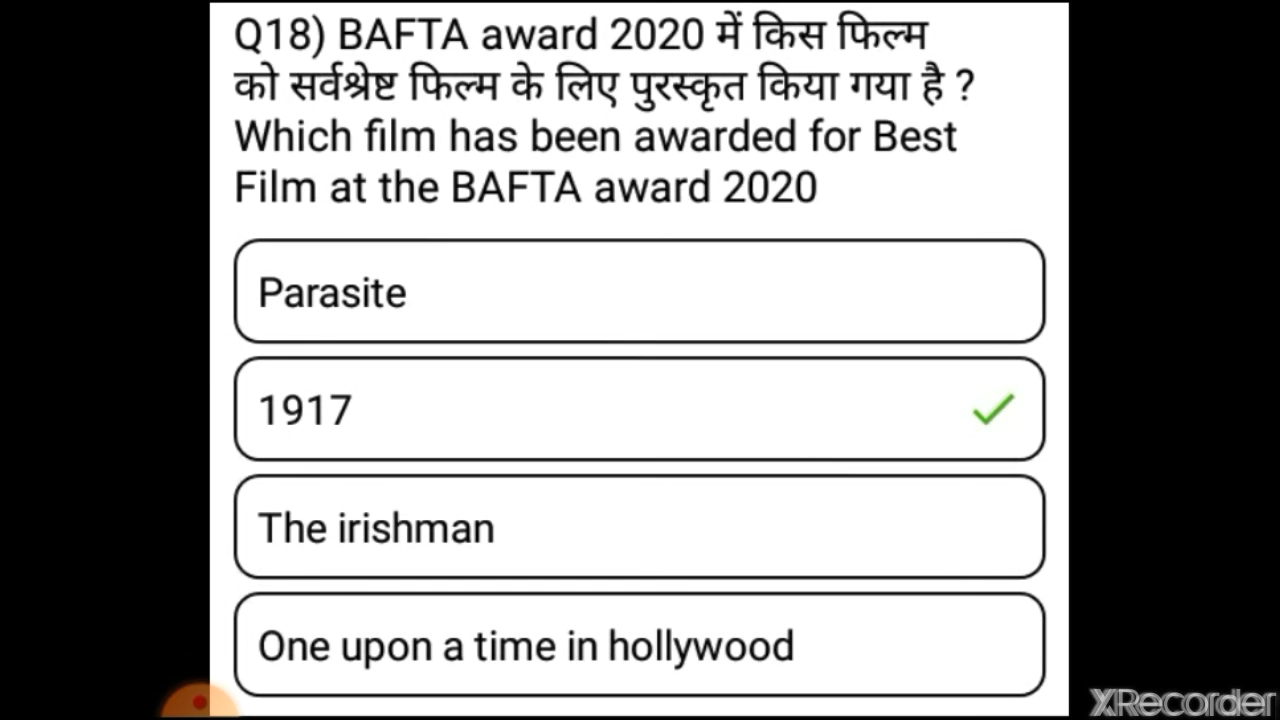 Q18) BAFTA award 2020 में किस फिल्म
को सर्वश्रेष्ट फिल्म के लिए पुरस्कृत किया गया है ?
Which film has been awarded for Best
Film at the BAFTA award 2020
Parasite
1917
The irishman
One upon a time in hollywood
XRecorder